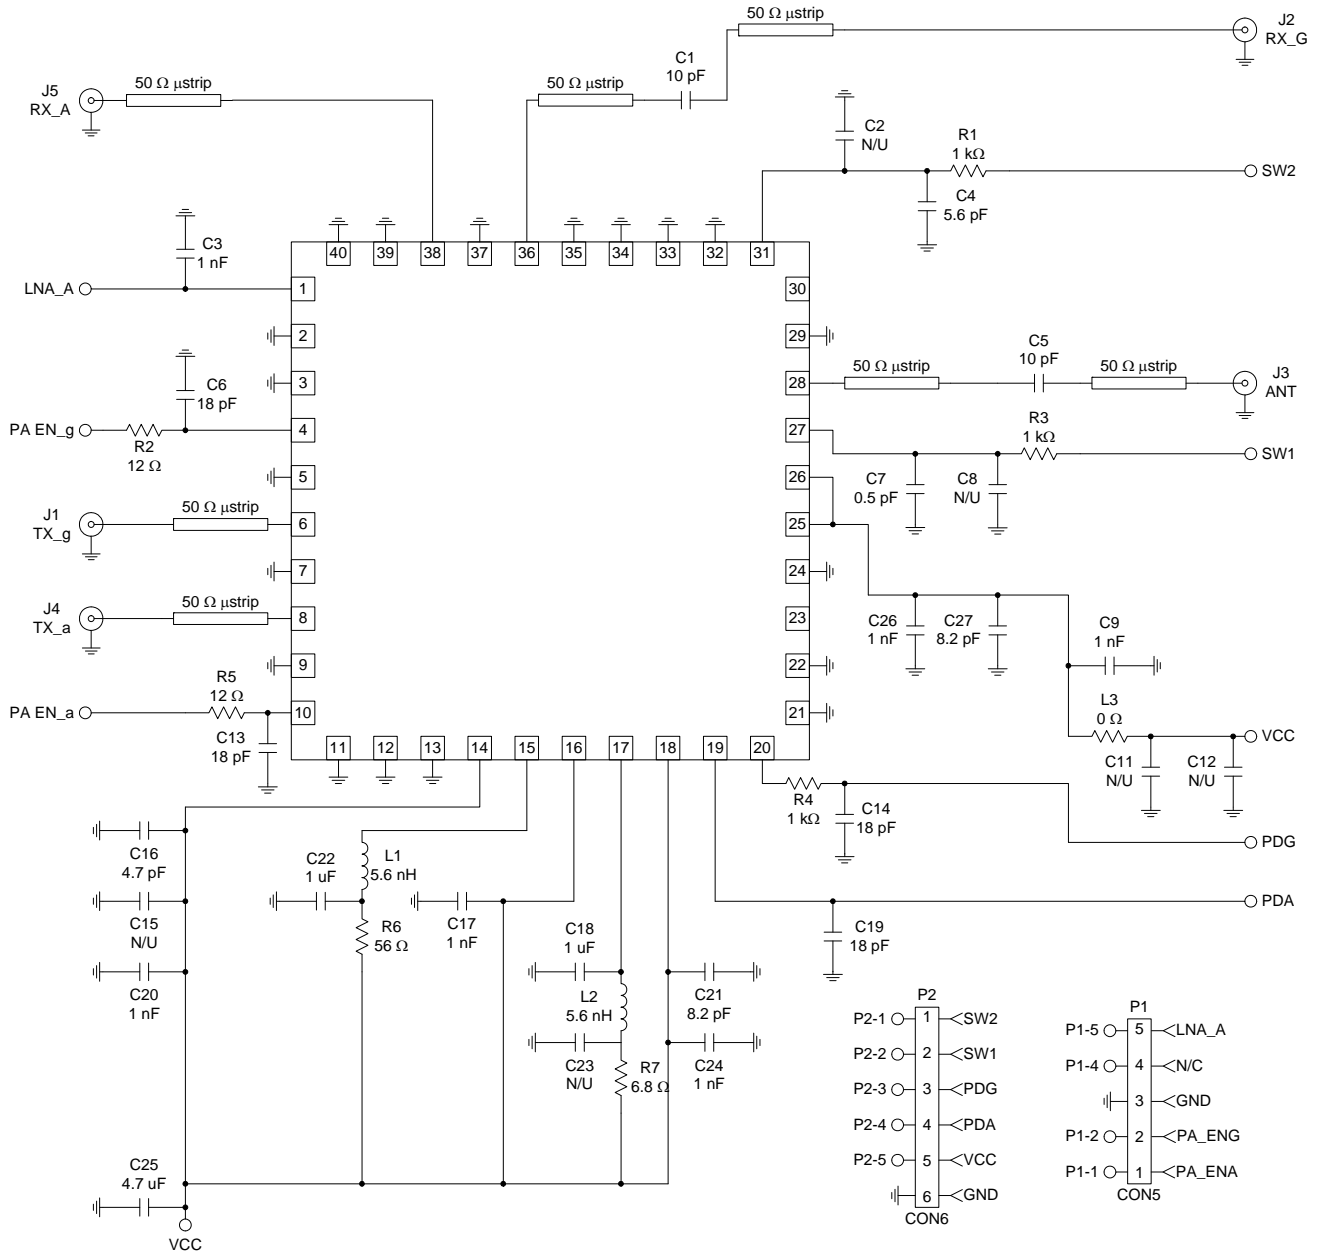 50 Ω µstrip
J2
RX_G
C1
10 pF
J5
RX_A
50 Ω µstrip
50 Ω µstrip
C2
N/U
R1
1 kΩ
SW2
C4
5.6 pF
C3
1 nF
LNA_A
40
39
38
37
36
35
34
33
32
31
1
30
2
29
C6
18 pF
3
28
50 Ω µstrip
C5
10 pF
50 Ω µstrip
J3
ANT
PA EN_g
R2
12 Ω
4
27
R3
1 kΩ
SW1
5
26
C7
0.5 pF
C8
N/U
J1
TX_g
50 Ω µstrip
6
25
7
24
J4
TX_a
50 Ω µstrip
8
23
C26
1 nF
C27
8.2 pF
C9
1 nF
9
22
R5
12 Ω
PA EN_a
10
21
L3
0 Ω
VCC
C13
18 pF
11
12
13
14
15
16
17
18
19
20
C11
N/U
C12
N/U
R4
1 kΩ
C14
18 pF
PDG
C16
4.7 pF
C22
1 uF
L1
5.6 nH
PDA
C15
N/U
R6
56 Ω
C17
1 nF
C18
1 uF
C19
18 pF
C20
1 nF
L2
5.6 nH
C21
8.2 pF
C23
N/U
R7
6.8 Ω
C24
1 nF
P2
P2-1
1
SW2
P2-2
2
SW1
P2-3
3
PDG
P2-4
4
PDA
P2-5
5
VCC
6
GND
CON6
P1
P1-5
5
LNA_A
P1-4
4
N/C
3
GND
P1-2
2
PA_ENG
P1-1
1
PA_ENA
CON5
C25
4.7 uF
VCC